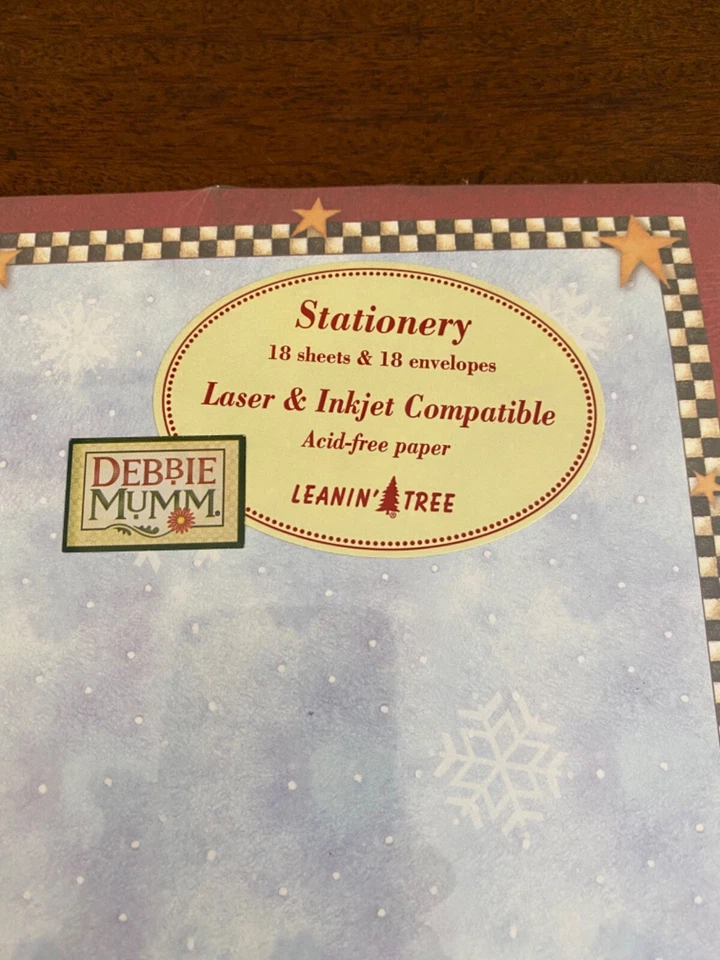 Stationery
18 sheets & 18 envelopes
Laser & Inkjet Compatible
Acid-free paper
LEANIN' TREE®
DEBBIE
MUMM®